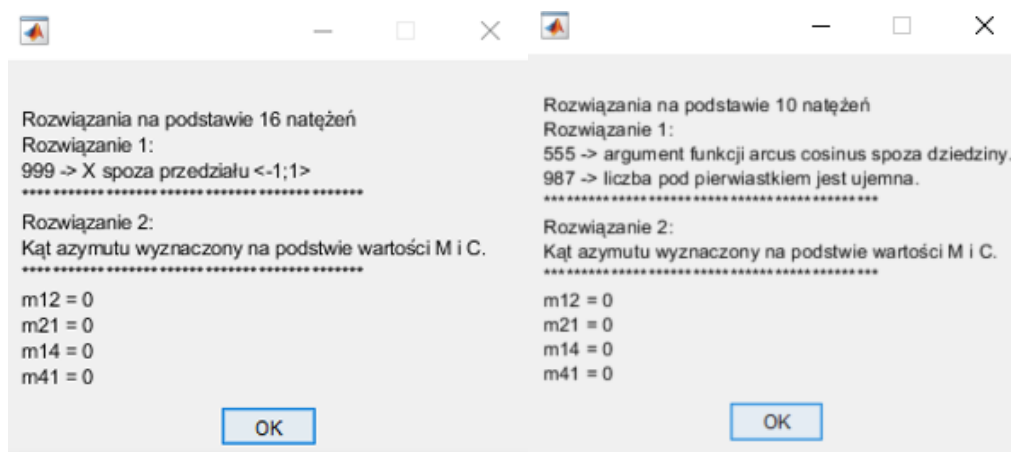 Rozwiązania na podstawie 16 natężeń
Rozwiązanie 1:
999 -> X spoza przedziału <-1;1>
********************************************
Rozwiązanie 2:
Kąt azymutu wyznaczony na podstwie wartości M i C.
********************************************
m12 = 0
m21 = 0
m14 = 0
m41 = 0
OK
Rozwiązania na podstawie 10 natężeń
Rozwiązanie 1:
555 -> argument funkcji arcus cosinus spoza dziedziny.
987 -> liczba pod pierwiastkiem jest ujemna.
********************************************
Rozwiązanie 2:
Kąt azymutu wyznaczony na podstwie wartości M i C.
********************************************
m12 = 0
m21 = 0
m14 = 0
m41 = 0
OK